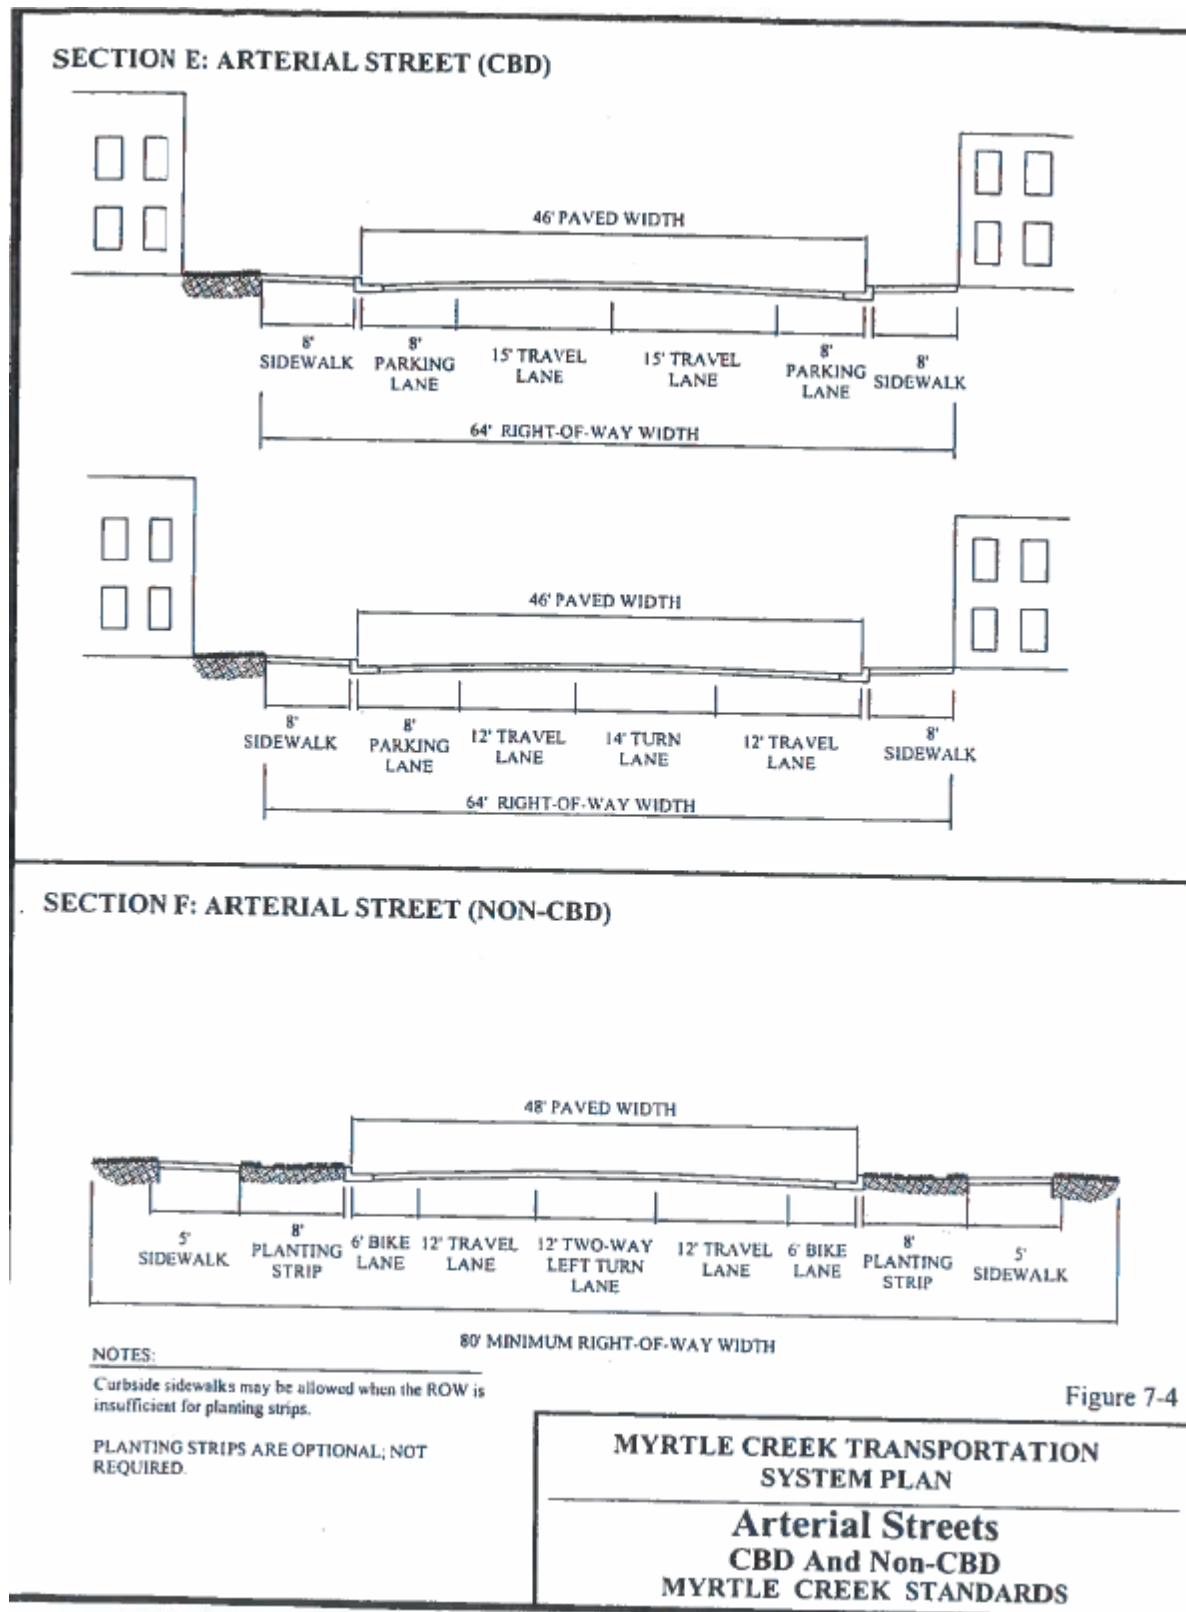 SECTION E: ARTERIAL STREET (CBD)
46' PAVED WIDTH
8'
SIDEWALK
8'
PARKING
LANE
15' TRAVEL
LANE
15' TRAVEL
LANE
8'
PARKING
LANE
8'
SIDEWALK
64' RIGHT-OF-WAY WIDTH
46' PAVED WIDTH
8'
SIDEWALK
8'
PARKING
LANE
12' TRAVEL
LANE
14' TURN
LANE
12' TRAVEL
LANE
8'
SIDEWALK
64' RIGHT-OF-WAY WIDTH
SECTION F: ARTERIAL STREET (NON-CBD)
48' PAVED WIDTH
5'
SIDEWALK
8'
PLANTING
STRIP
6' BIKE
LANE
12' TRAVEL
LANE
12' TWO-WAY
LEFT TURN
LANE
12' TRAVEL
LANE
6' BIKE
LANE
8'
PLANTING
STRIP
5'
SIDEWALK
80' MINIMUM RIGHT-OF-WAY WIDTH
NOTES:
Curbside sidewalks may be allowed when the ROW is
insufficient for planting strips.
PLANTING STRIPS ARE OPTIONAL; NOT
REQUIRED.
Figure 7-4
MYRTLE CREEK TRANSPORTATION
SYSTEM PLAN
Arterial Streets
CBD And Non-CBD
MYRTLE CREEK STANDARDS